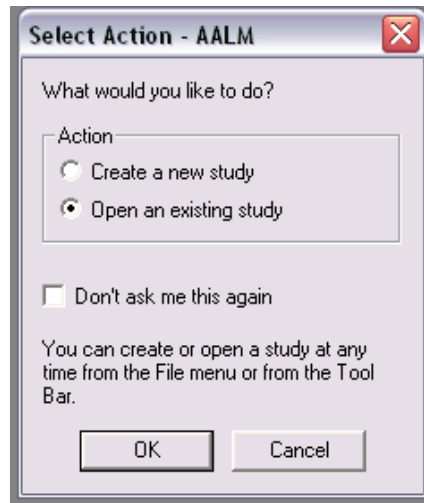 Select Action - AALM
What would you like to do?
Action
Create a new study
Open an existing study
Don't ask me this again
You can create or open a study at any
time from the File menu or from the Tool
Bar.
OK
Cancel